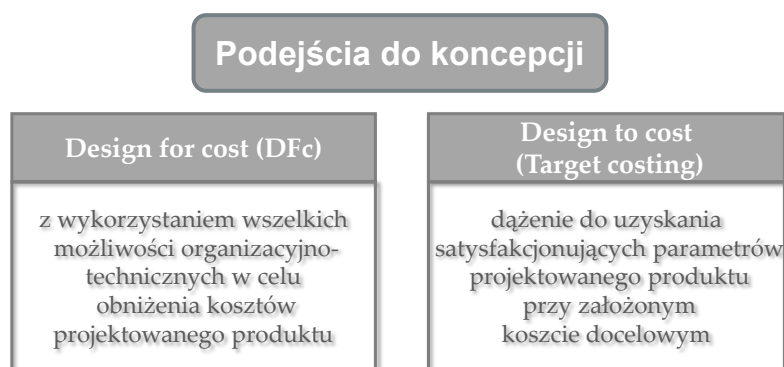 Podejścia do koncepcji
Design for cost (DFc)
z wykorzystaniem wszelkich
możliwości organizacyjno-
technicznych w celu
obniżenia kosztów
projektowanego produktu
Design to cost
(Target costing)
dążenie do uzyskania
satysfakcjonujących parametrów
projektowanego produktu
przy założonym
koszcie docelowym